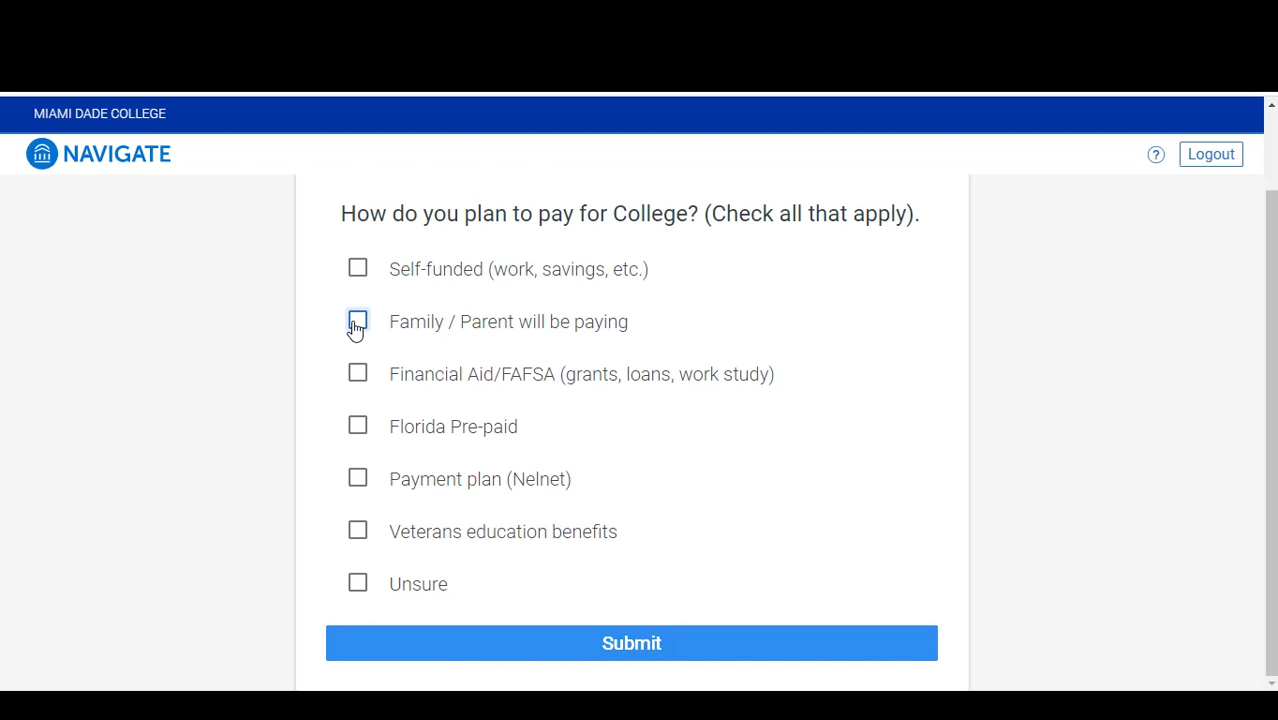 MIAMI DADE COLLEGE
NAVIGATE
? Logout
How do you plan to pay for College? (Check all that apply).
Self-funded (work, savings, etc.)
Family / Parent will be paying
Financial Aid/FAFSA (grants, loans, work study)
Florida Pre-paid
Payment plan (Nelnet)
Veterans education benefits
Unsure
Submit